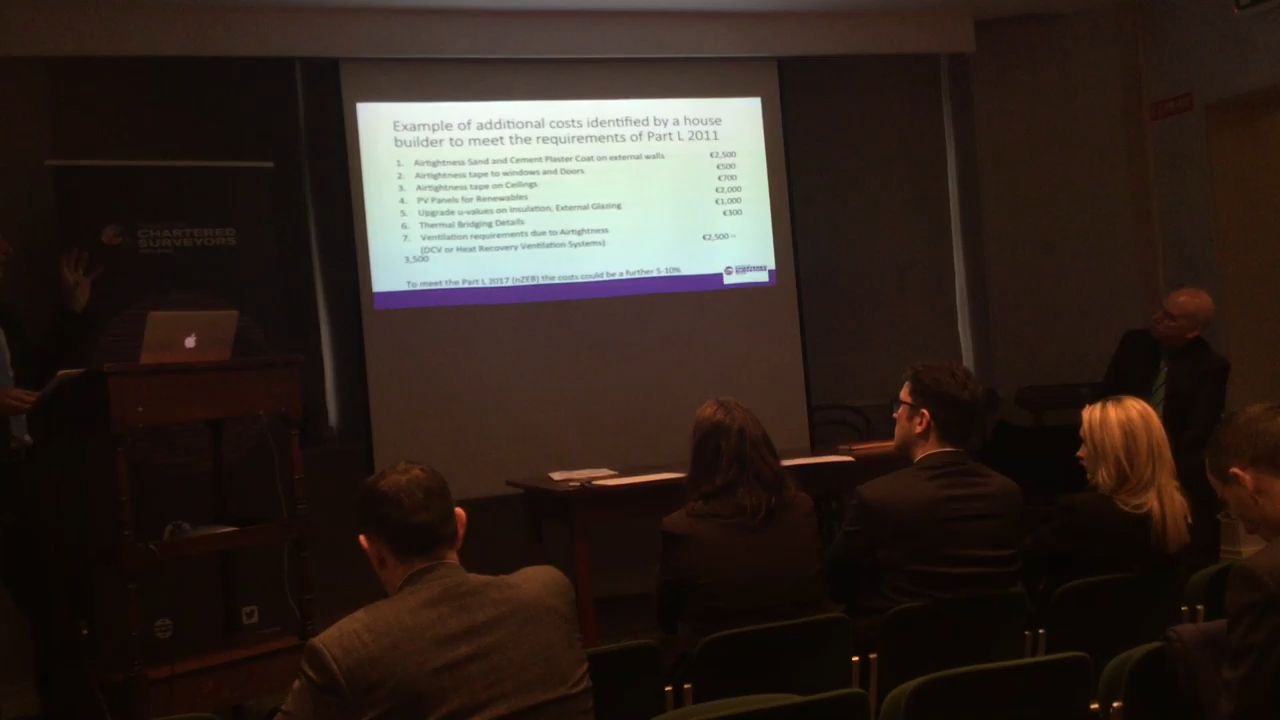 Example of additional costs identified by a house
builder to meet the requirements of Part L 2011
1. Airtightness Sand and Cement Plaster Coat on external walls €2,500
2. Airtightness tape to windows and Doors €500
3. Airtightness tape on Ceilings €700
4. PV Panels for Renewables €2,000
5. Upgrade u-values on Insulation, External Glazing €1,000
6. Thermal Bridging Details €300
7. Ventilation requirements due to Airtightness
(DCV or Heat Recovery Ventilation Systems) €2,500 –
3,500
To meet the Part L 2017 (nZEB) the costs could be a further 5-10%
CHARTERED
SURVEYORS
CHARTERED
SURVEYORS